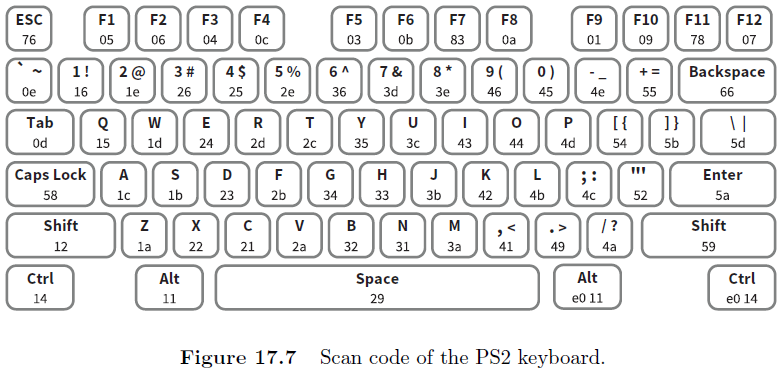 ESC F1 F2 F3 F4 F5 F6 F7 F8 F9 F10 F11 F12
76 05 06 04 0c 03 0b 83 0a 01 09 78 07
` ~ 1 ! 2 @ 3 # 4 $ 5 % 6 ^ 7 & 8 * 9 ( 0 ) - _ + = Backspace
0e 16 1e 26 25 2e 36 3d 3e 46 45 4e 55 66
Tab Q W E R T Y U I O P [ { ] } \ |
0d 15 1d 24 2d 2c 35 3c 43 44 4d 54 5b 5d
Caps Lock A S D F G H J K L ; : "' Enter
58 1c 1b 23 2b 34 33 3b 42 4b 4c 52 5a
Shift Z X C V B N M , < . > / ? Shift
12 1a 22 21 2a 32 31 3a 41 49 4a 59
Ctrl Alt Space Alt Ctrl
14 11 29 e0 11 e0 14
Figure 17.7 Scan code of the PS2 keyboard.